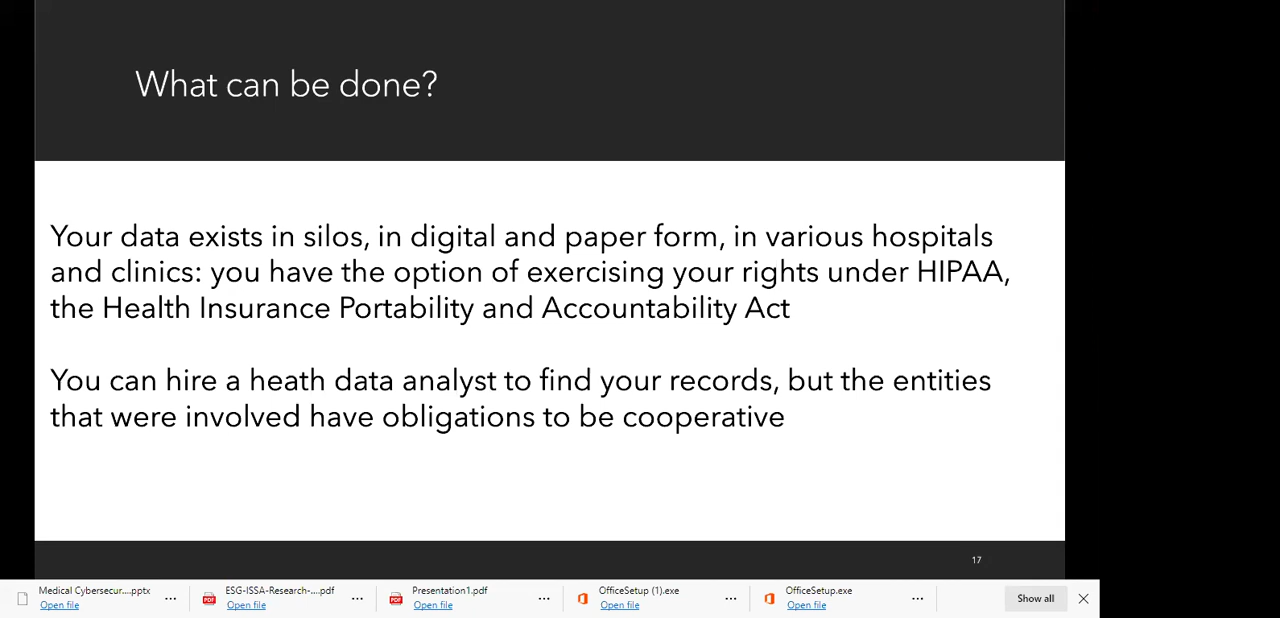 What can be done?
Your data exists in silos, in digital and paper form, in various hospitals
and clinics: you have the option of exercising your rights under HIPAA,
the Health Insurance Portability and Accountability Act
You can hire a heath data analyst to find your records, but the entities
that were involved have obligations to be cooperative
17
Medical Cybersecur....pptx
Open file
ESG-ISSA-Research-....pdf
Open file
Presentation1.pdf
Open file
OfficeSetup (1).exe
Open file
OfficeSetup.exe
Open file
Show all